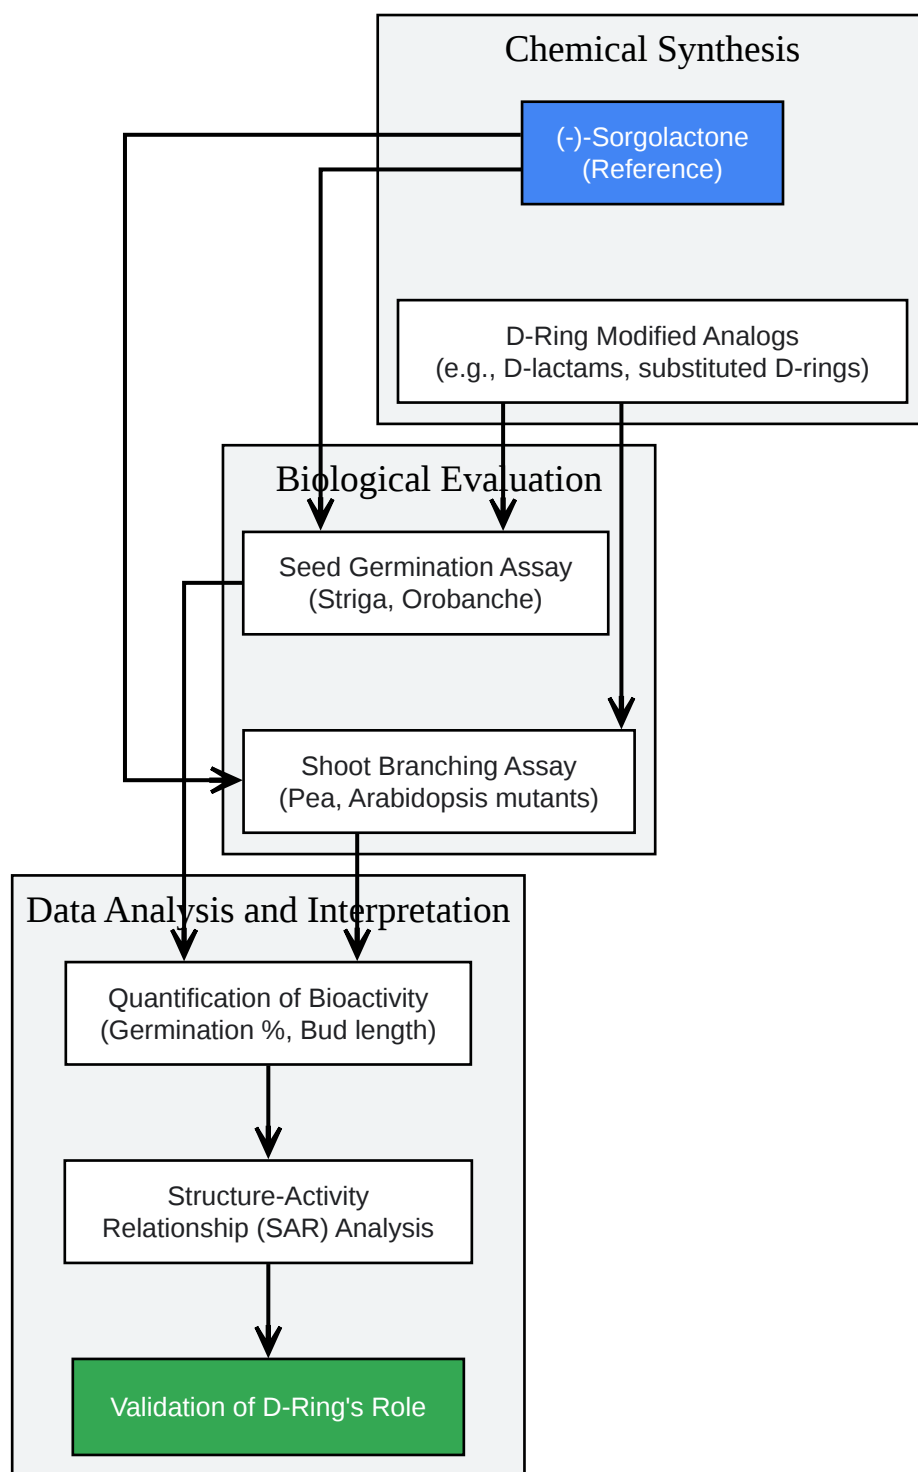 Chemical Synthesis
(-)-Sorgolactone
(Reference)
D-Ring Modified Analogs
(e.g., D-lactams, substituted D-rings)
Biological Evaluation
Seed Germination Assay
(Striga, Orobanche)
Shoot Branching Assay
(Pea, Arabidopsis mutants)
Data Analysis and Interpretation
Quantification of Bioactivity
(Germination %, Bud length)
Structure-Activity
Relationship (SAR) Analysis
Validation of D-Ring's Role